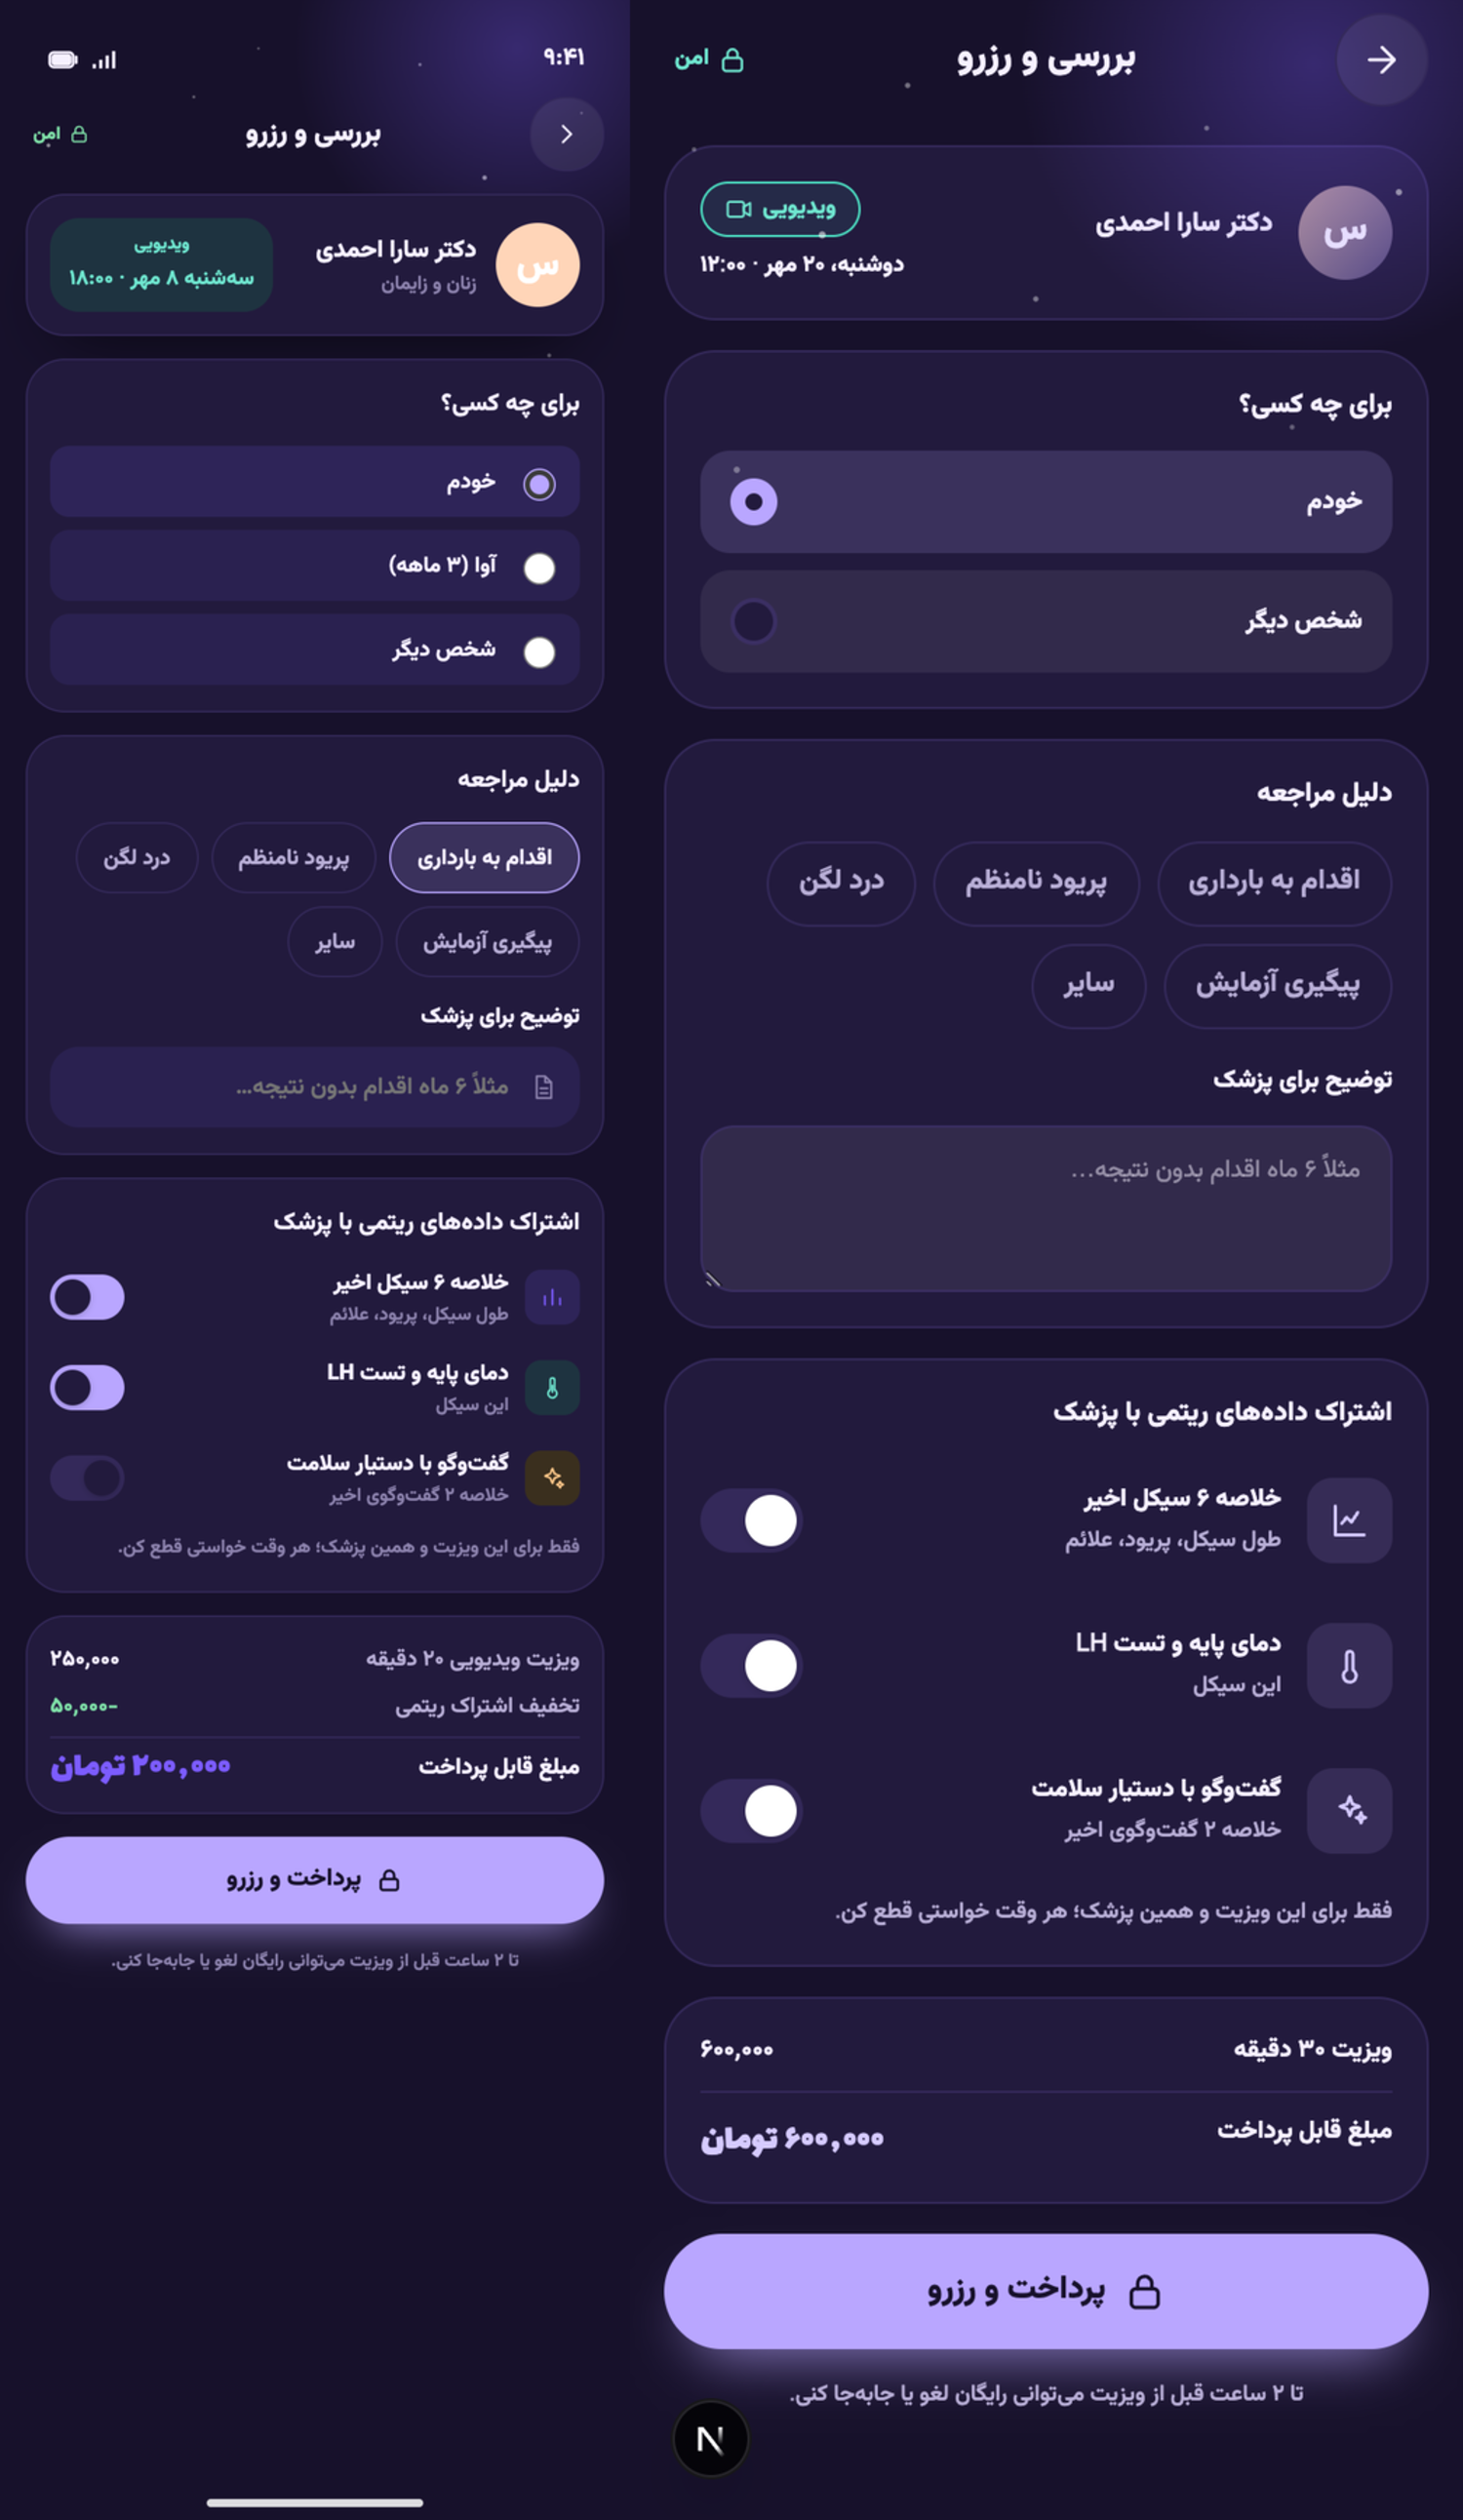 ۹:۴۱
بررسی و رزرو
امن
دکتر سارا احمدی
زنان و زایمان
س
ویدیویی
سه‌شنبه ۸ مهر · ۱۸:۰۰
برای چه کسی؟
خودم
آوا (۳ ماهه)
شخص دیگر
دلیل مراجعه
اقدام به بارداری
پریود نامنظم
درد لگن
پیگیری آزمایش
سایر
توضیح برای پزشک
مثلاً ۶ ماه اقدام بدون نتیجه...
اشتراک داده‌های ریتمی با پزشک
خلاصه ۶ سیکل اخیر
طول سیکل، پریود، علائم
دمای پایه و تست LH
این سیکل
گفت‌وگو با دستیار سلامت
خلاصه ۲ گفت‌وگوی اخیر
فقط برای این ویزیت و همین پزشک؛ هر وقت خواستی قطع کن.
ویزیت ویدیویی ۲۰ دقیقه
۲۵۰,۰۰۰
تخفیف اشتراک ریتمی
−۵۰,۰۰۰
مبلغ قابل پرداخت
۲۰۰,۰۰۰ تومان
پرداخت و رزرو
تا ۲ ساعت قبل از ویزیت می‌توانی رایگان لغو یا جابه‌جا کنی.
بررسی و رزرو
امن
س
دکتر سارا احمدی
ویدیویی
دوشنبه، ۲۰ مهر · ۱۲:۰۰
برای چه کسی؟
خودم
شخص دیگر
دلیل مراجعه
اقدام به بارداری
پریود نامنظم
درد لگن
پیگیری آزمایش
سایر
توضیح برای پزشک
مثلاً ۶ ماه اقدام بدون نتیجه...
اشتراک داده‌های ریتمی با پزشک
خلاصه ۶ سیکل اخیر
طول سیکل، پریود، علائم
دمای پایه و تست LH
این سیکل
گفت‌وگو با دستیار سلامت
خلاصه ۲ گفت‌وگوی اخیر
فقط برای این ویزیت و همین پزشک؛ هر وقت خواستی قطع کن.
ویزیت ۳۰ دقیقه
۶۰۰,۰۰۰
مبلغ قابل پرداخت
۶۰۰,۰۰۰ تومان
پرداخت و رزرو
تا ۲ ساعت قبل از ویزیت می‌توانی رایگان لغو یا جابه‌جا کنی.
N